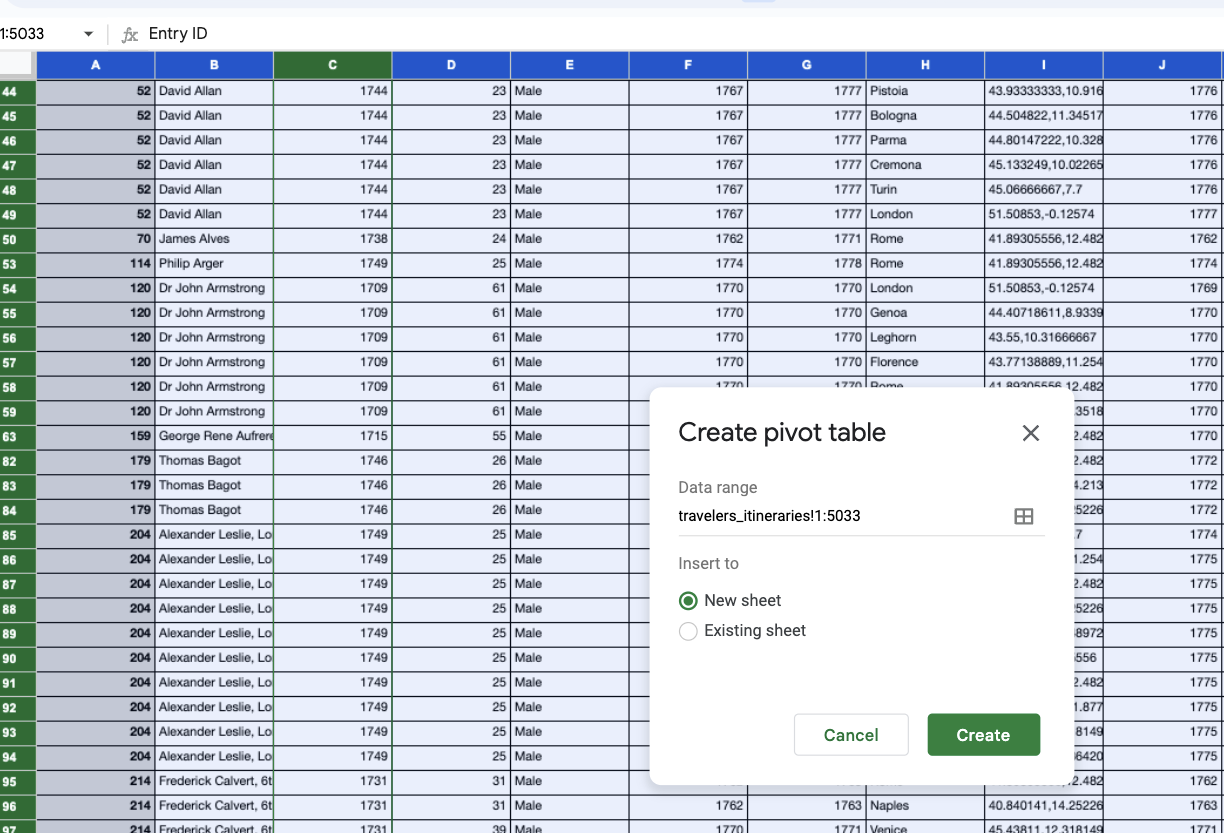 1:5033 fx Entry ID
A B C D E F G H I J
44 52 David Allan 1744 23 Male 1767 1777 Pistoia 43.93333333,10.916 1776
45 52 David Allan 1744 23 Male 1767 1777 Bologna 44.504822,11.34517 1776
46 52 David Allan 1744 23 Male 1767 1777 Parma 44.80147222,10.328 1776
47 52 David Allan 1744 23 Male 1767 1777 Cremona 45.133249,10.02265 1776
48 52 David Allan 1744 23 Male 1767 1777 Turin 45.06666667,7.7 1776
49 52 David Allan 1744 23 Male 1767 1777 London 51.50853,-0.12574 1777
50 70 James Alves 1738 24 Male 1762 1771 Rome 41.89305556,12.482 1762
53 114 Philip Arger 1749 25 Male 1774 1778 Rome 41.89305556,12.482 1774
54 120 Dr John Armstrong 1709 61 Male 1770 1770 London 51.50853,-0.12574 1769
55 120 Dr John Armstrong 1709 61 Male 1770 1770 Genoa 44.40718611,8.9339 1770
56 120 Dr John Armstrong 1709 61 Male 1770 1770 Leghorn 43.55,10.31666667 1770
57 120 Dr John Armstrong 1709 61 Male 1770 1770 Florence 43.77138889,11.254 1770
58 120 Dr John Armstrong 1709 61 Male 1770 1770 Rome 41.89305556,12.482 1770
59 120 Dr John Armstrong 1709 61 Male 3518 1770
63 159 George Rene Aufrere 1715 55 Male 2.482 1770
82 179 Thomas Bagot 1746 26 Male 2.482 1772
83 179 Thomas Bagot 1746 26 Male .213 1772
84 179 Thomas Bagot 1746 26 Male 5226 1772
85 204 Alexander Leslie, Lo 1749 25 Male 7 1774
86 204 Alexander Leslie, Lo 1749 25 Male 1.254 1775
87 204 Alexander Leslie, Lo 1749 25 Male 2.482 1775
88 204 Alexander Leslie, Lo 1749 25 Male 5226 1775
89 204 Alexander Leslie, Lo 1749 25 Male 8972 1775
90 204 Alexander Leslie, Lo 1749 25 Male 556 1775
91 204 Alexander Leslie, Lo 1749 25 Male 2.482 1775
92 204 Alexander Leslie, Lo 1749 25 Male 1.877 1775
93 204 Alexander Leslie, Lo 1749 25 Male 8149 1775
94 204 Alexander Leslie, Lo 1749 25 Male 6420 1775
95 214 Frederick Calvert, 6t 1731 31 Male 2.482 1762
96 214 Frederick Calvert, 6t 1731 31 Male 1762 1763 Naples 40.840141,14.25226 1763
97 214 Frederick Calvert, 6t 1731 39 Male 1770 1771 Venice 45.43811,12.318149 1771
Create pivot table
Data range
travelers_itineraries!1:5033
Insert to
New sheet
Existing sheet
Cancel Create